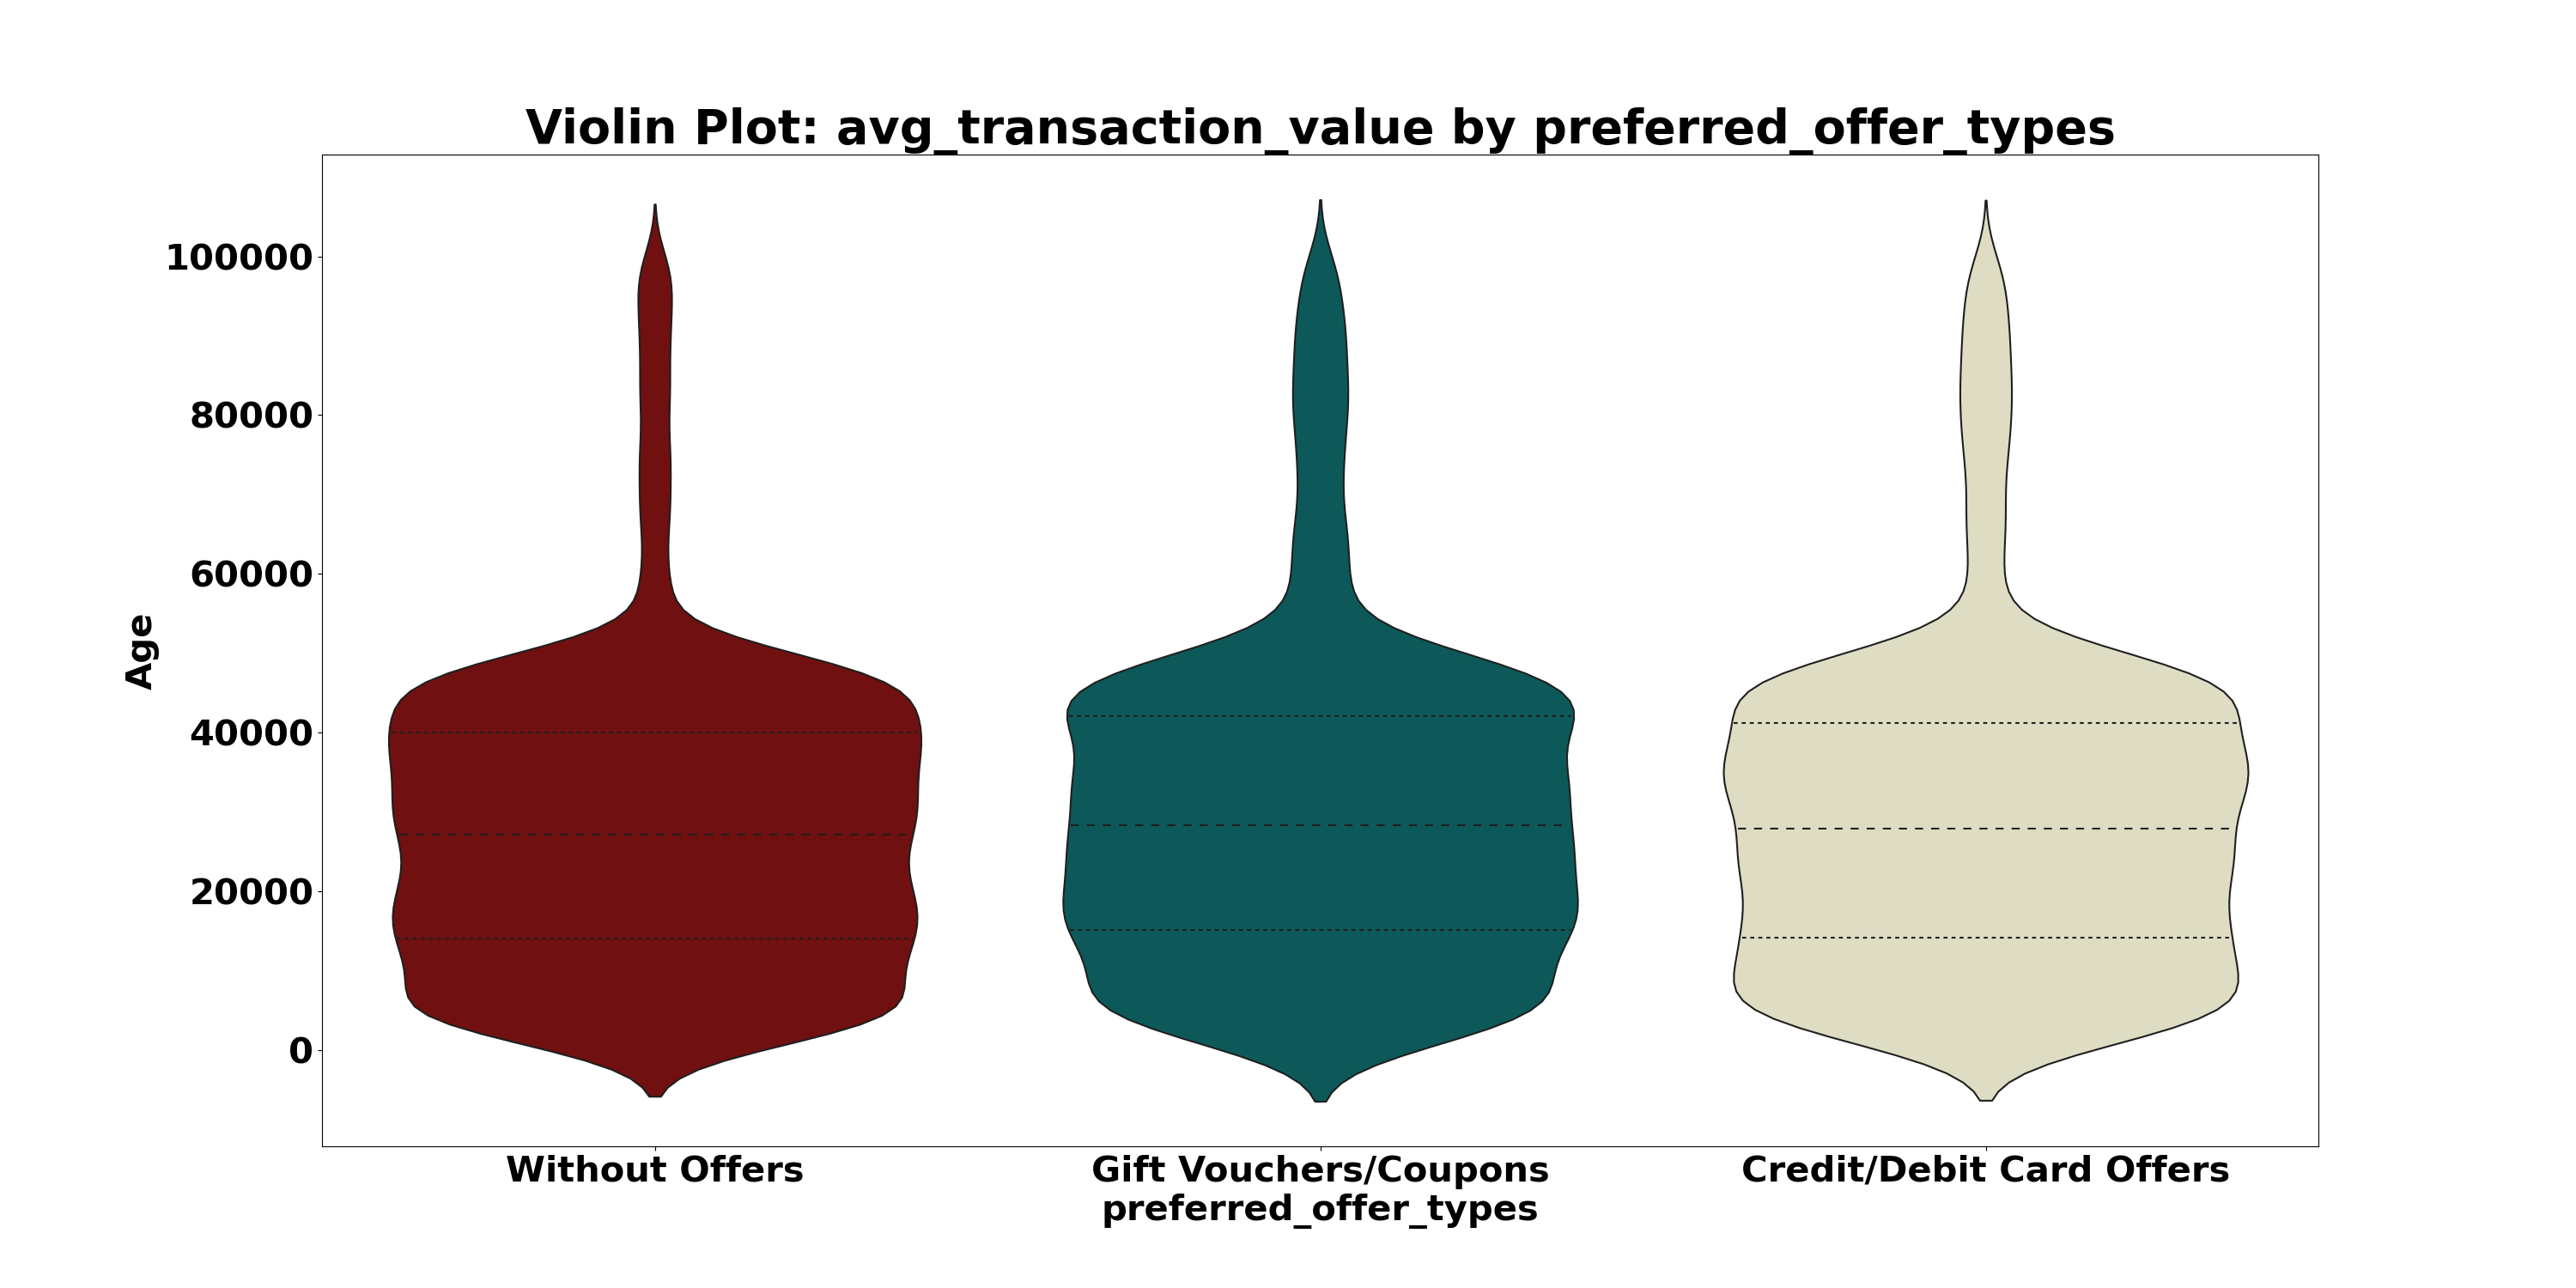 Violin Plot: avg_transaction_value by preferred_offer_types
100000
80000
60000
40000
20000
0
Age
Without Offers
Gift Vouchers/Coupons
Credit/Debit Card Offers
preferred_offer_types